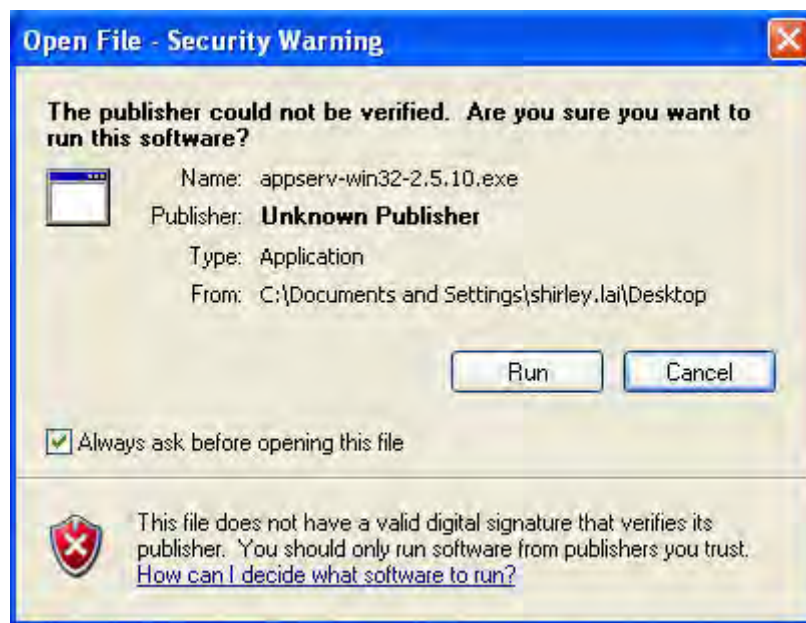 Open File - Security Warning
The publisher could not be verified.  Are you sure you want to
run this software?
Name: appserv-win32-2.5.10.exe
Publisher: Unknown Publisher
Type: Application
From: C:\Documents and Settings\shirley.lai\Desktop
Run Cancel
Always ask before opening this file
This file does not have a valid digital signature that verifies its
publisher.  You should only run software from publishers you trust.
How can I decide what software to run?